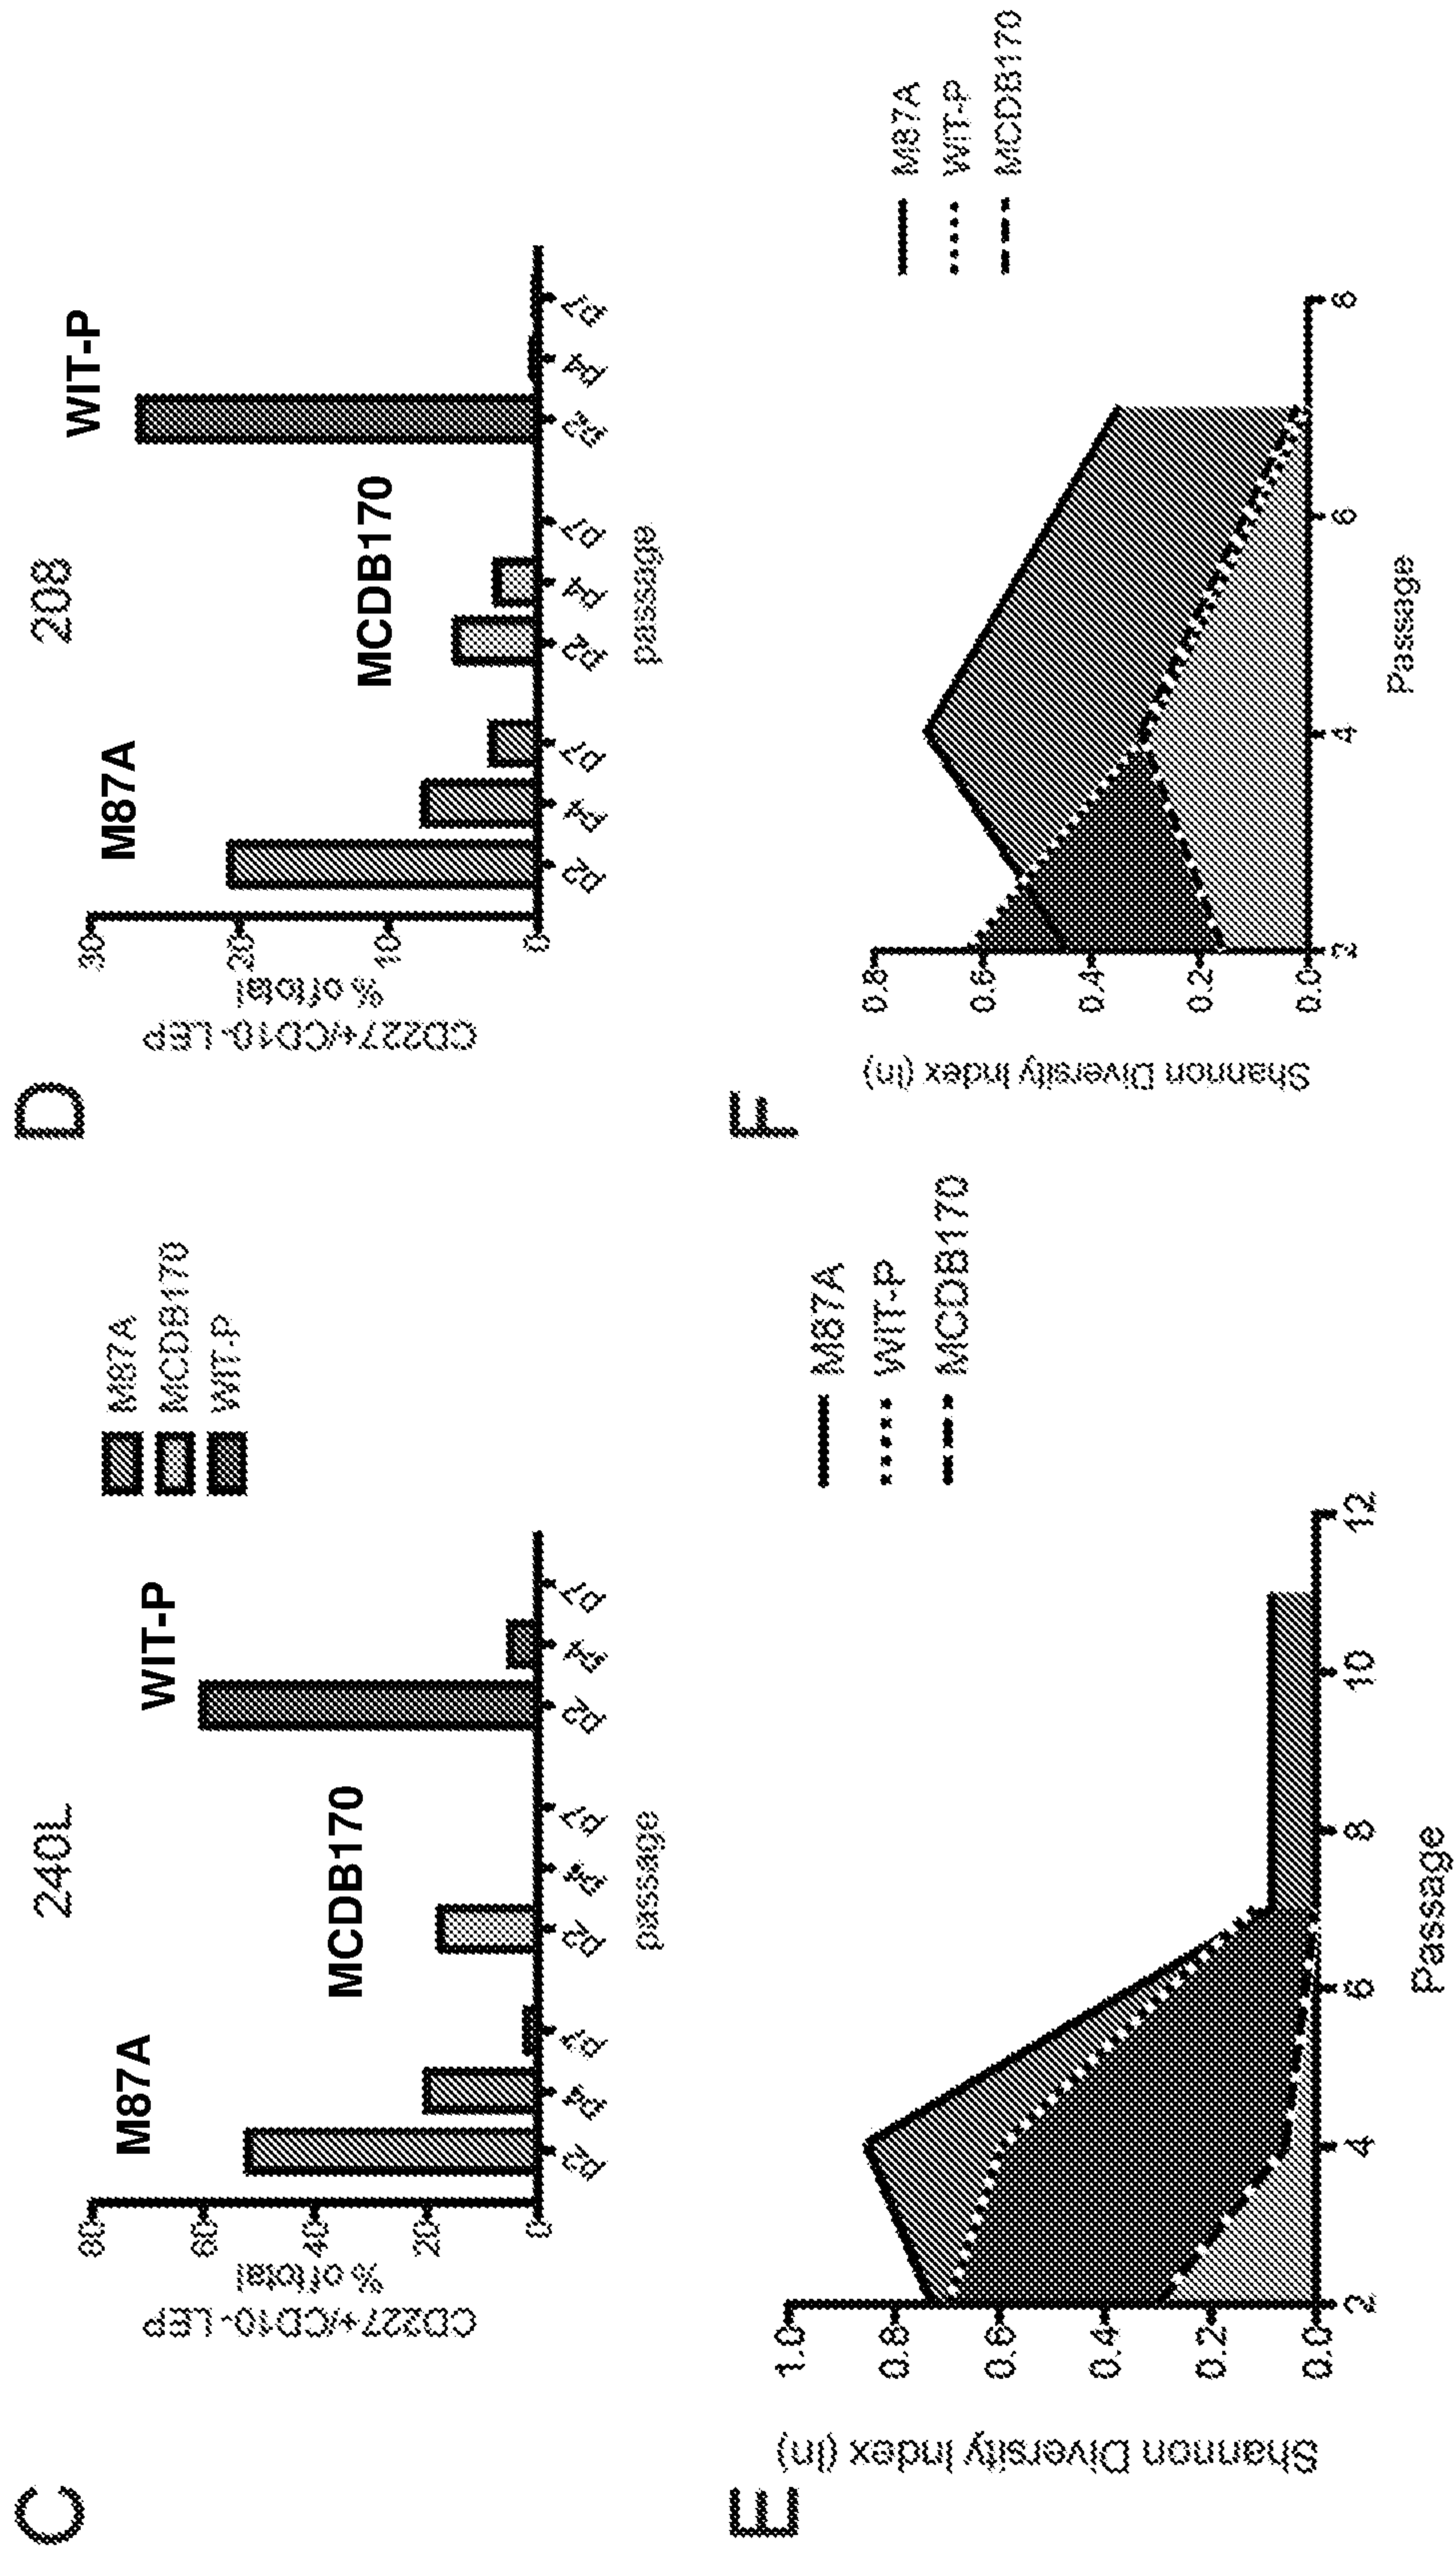 C
240L
CD227+/CD10- LEP
% of total
80
60
40
20
0
M87A
MCDB170
WIT-P
p2 p4 p7 p2 p4 p7 p2 p4 p7
passage
M87A
MCDB170
WIT-P
D
208
CD227+/CD10- LEP
% of total
30
20
10
0
M87A
MCDB170
WIT-P
p2 p4 p7 p2 p4 p7 p2 p4 p7
passage
E
Shannon Diversity Index (ln)
1.0
0.8
0.6
0.4
0.2
0.0
2 4 6 8 10 12
Passage
M87A
WIT-P
MCDB170
F
Shannon Diversity Index (ln)
0.8
0.6
0.4
0.2
0.0
2 4 6 8
Passage
M87A
WIT-P
MCDB170